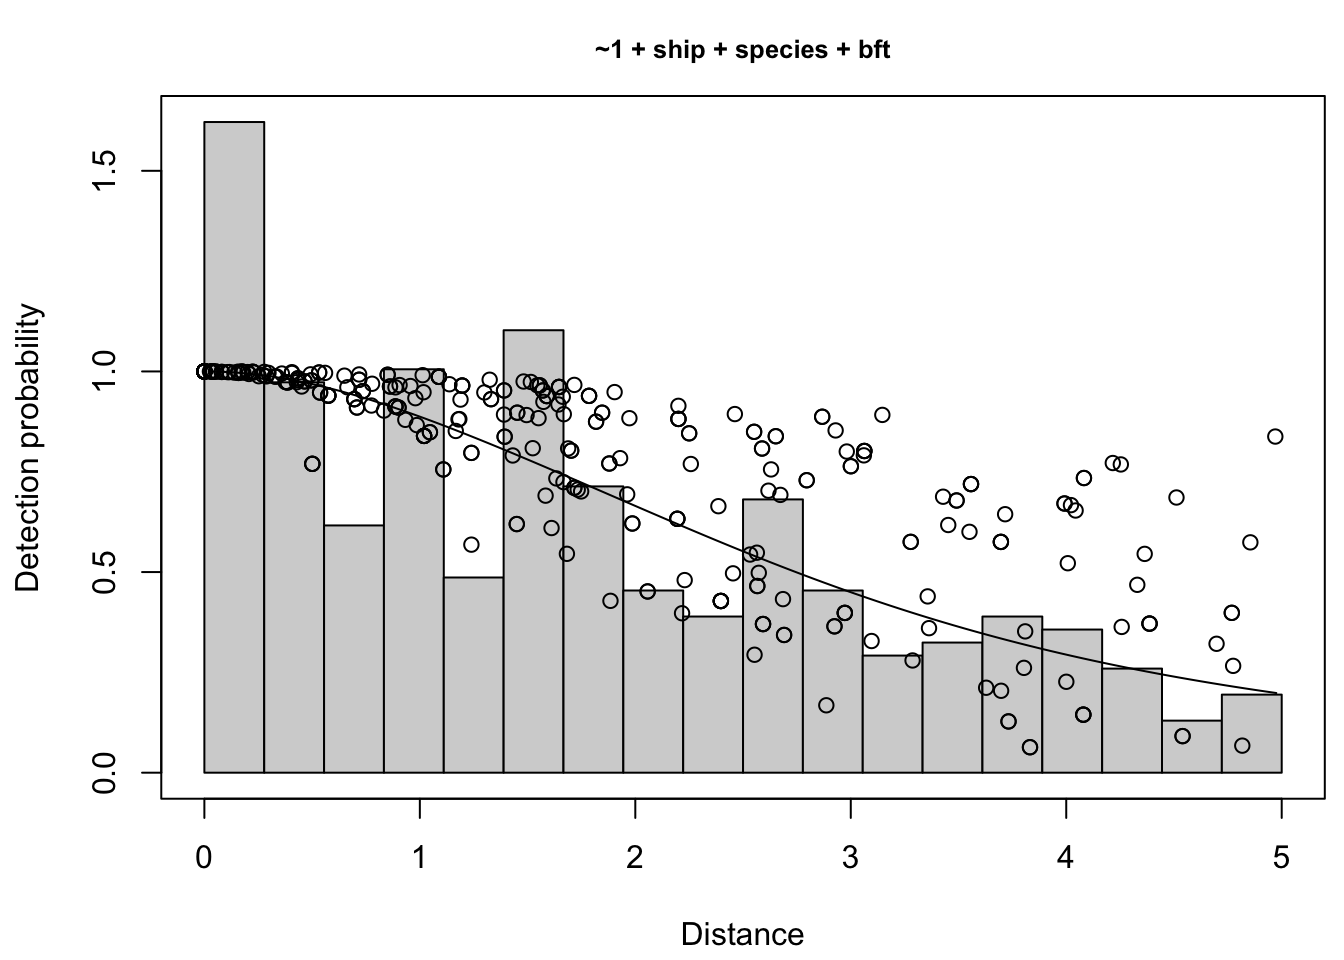 ~1 + ship + species + bft
Detection probability
1.5
1.0
0.5
0.0
0 1 2 3 4 5
Distance